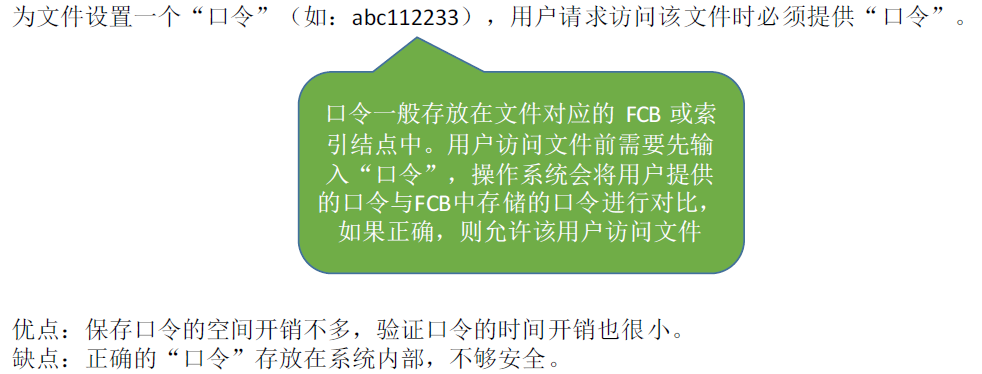 为文件设置一个“口令”（如：abc112233），用户请求访问该文件时必须提供“口令”。
口令一般存放在文件对应的 FCB 或索
引结点中。用户访问文件前需要先输
入“口令”，操作系统会将用户提供
的口令与FCB中存储的口令进行对比，
如果正确，则允许该用户访问文件
优点：保存口令的空间开销不多，验证口令的时间开销也很小。
缺点：正确的“口令”存放在系统内部，不够安全。